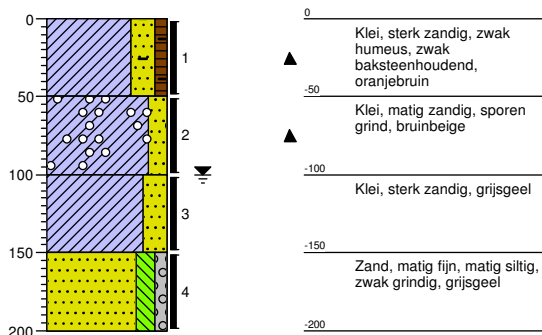 0
50
100
150
200
1
2
3
4
0
Klei, sterk zandig, zwak
humeus, zwak
baksteenhoudend,
oranjebruin
-50
Klei, matig zandig, sporen
grind, bruinbeige
-100
Klei, sterk zandig, grijsgeel
-150
Zand, matig fijn, matig siltig,
zwak grindig, grijsgeel
-200